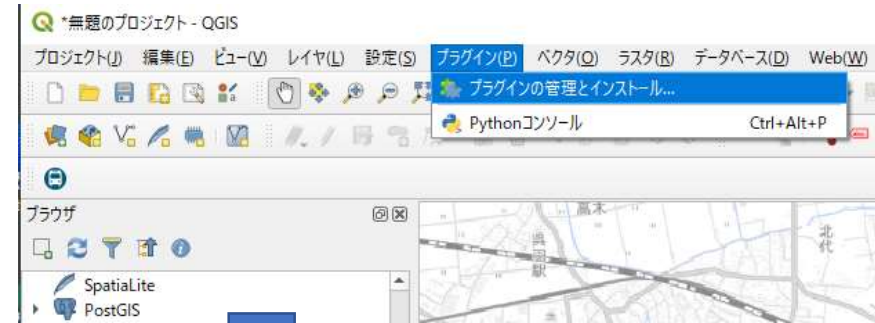 *無題のプロジェクト - QGIS
プロジェクト(J) 編集(E) ビュー(V) レイヤ(L) 設定(S) プラグイン(P) ベクタ(O) ラスタ(R) データベース(D) Web(W)
プラグインの管理とインストール...
Pythonコンソール Ctrl+Alt+P
ブラウザ
SpatiaLite
PostGIS
高木
呉羽駅
北代